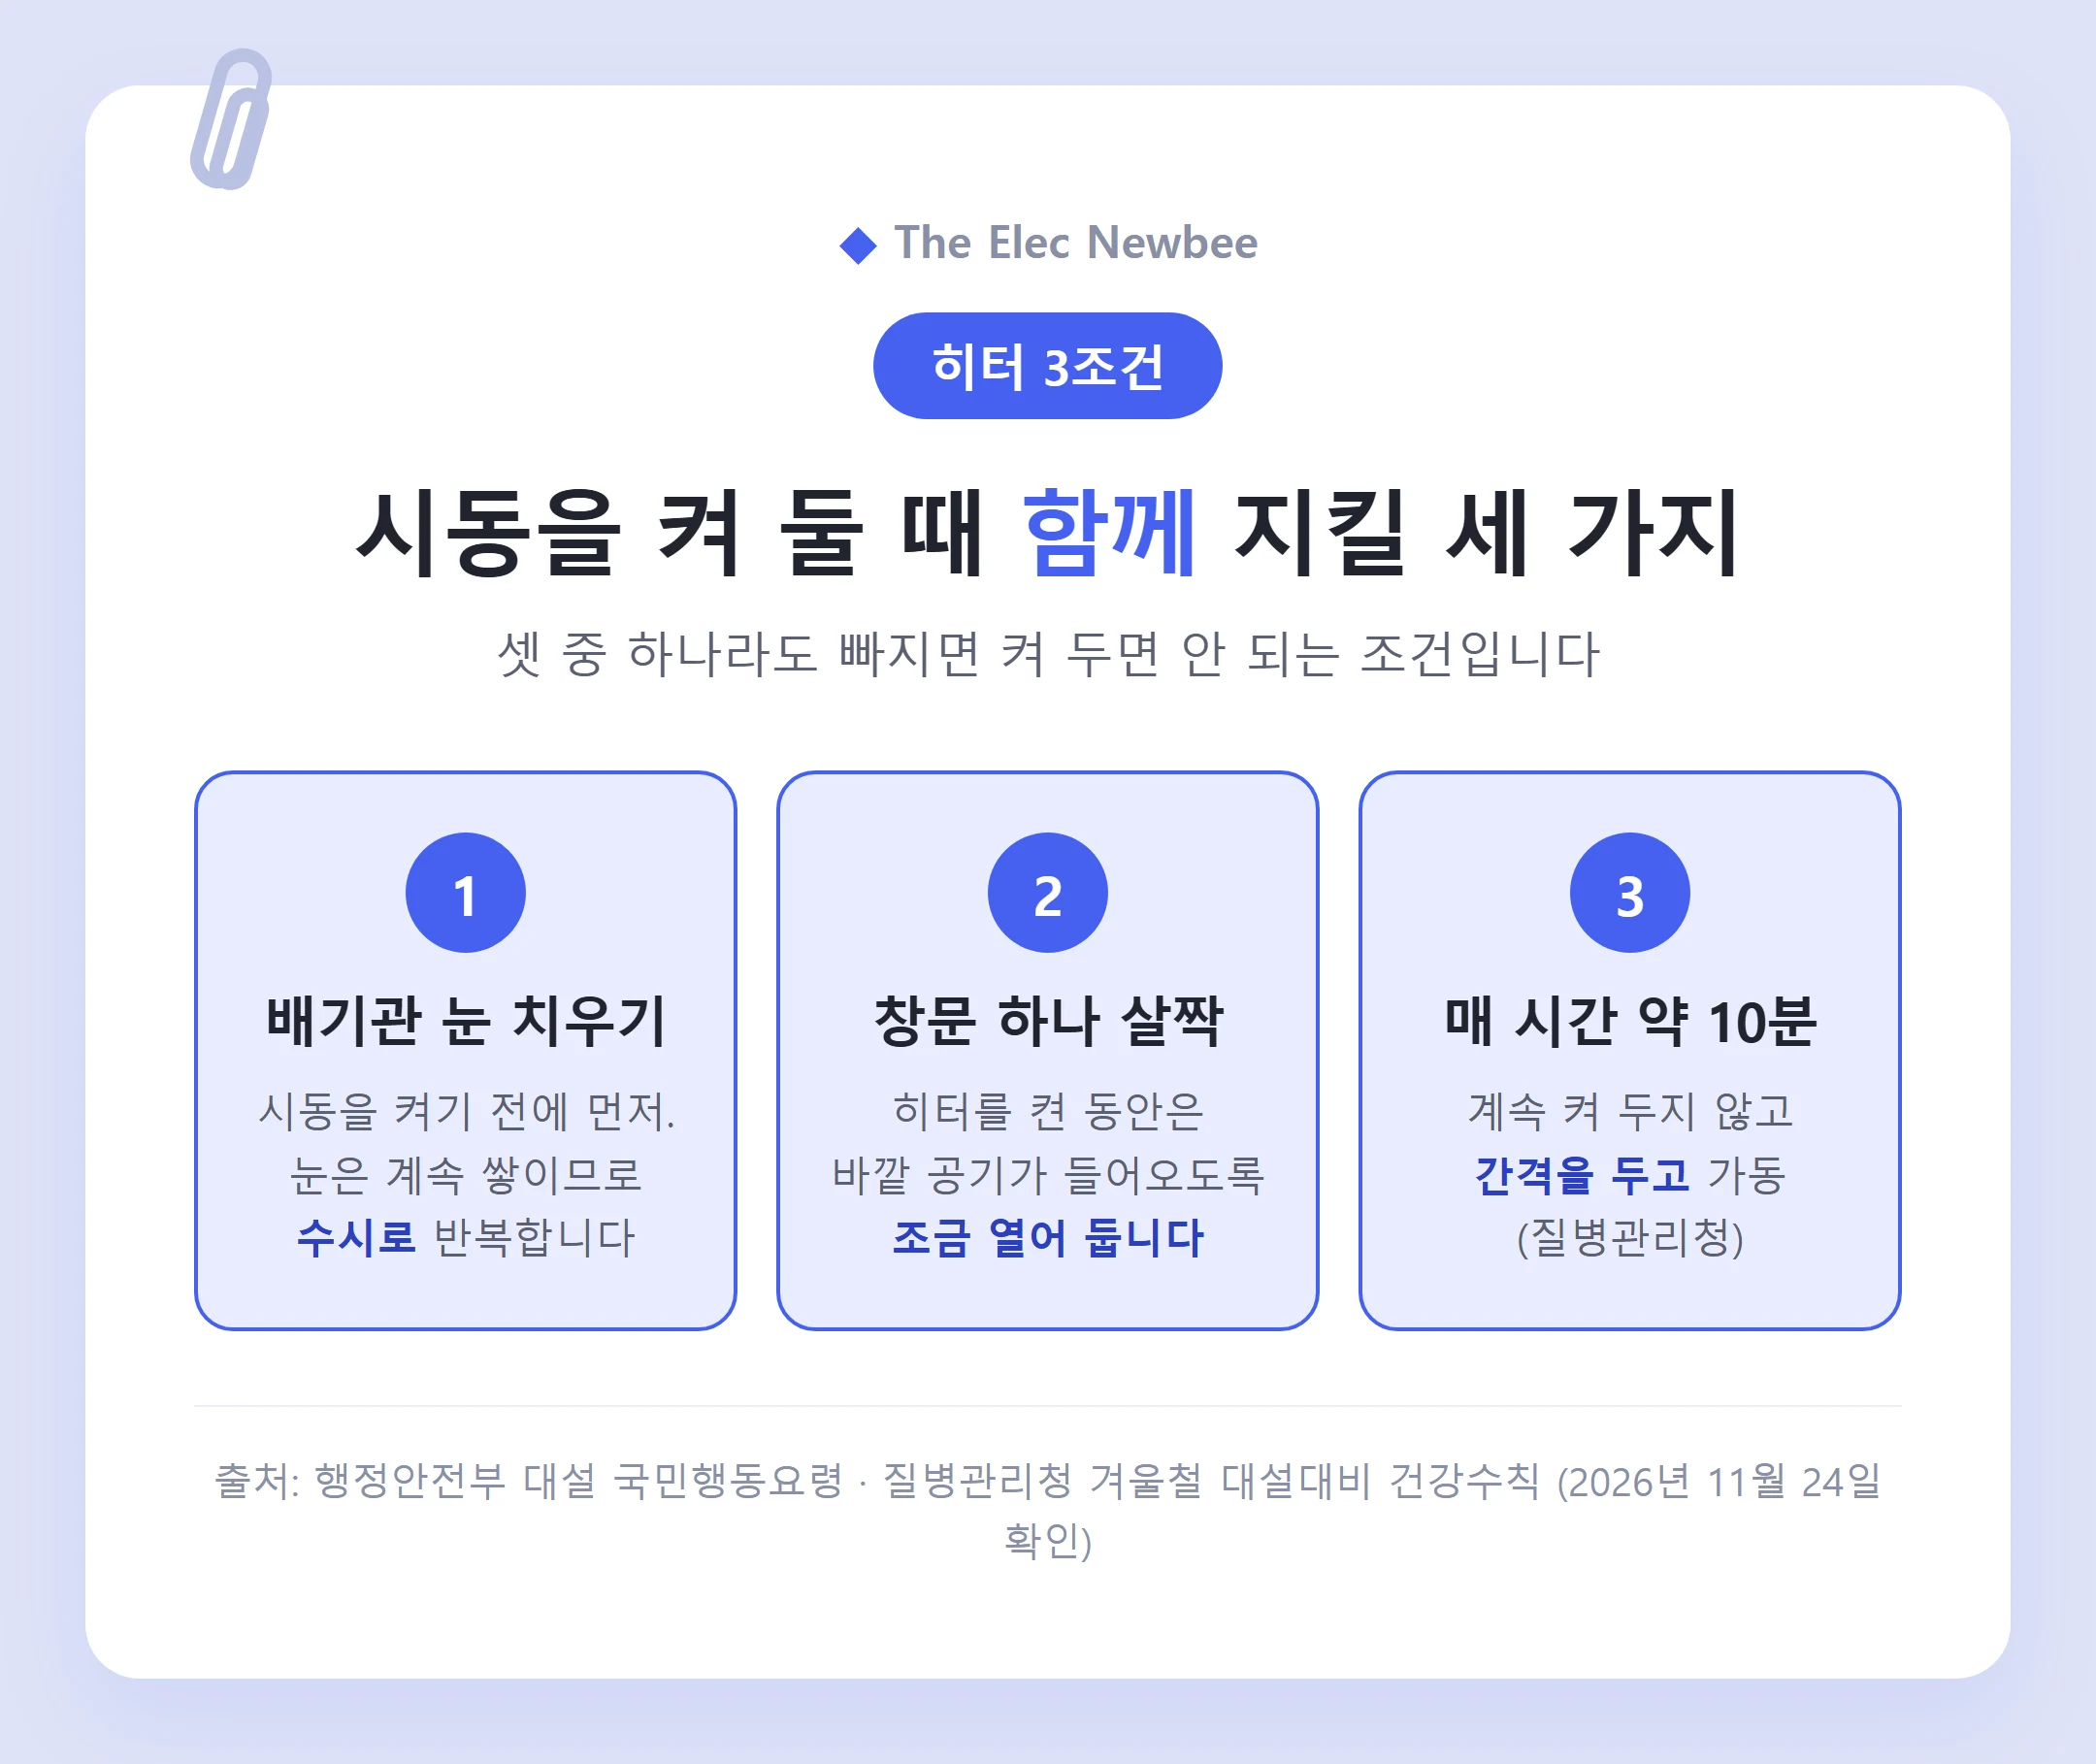 The Elec Newbee
히터 3조건
시동을 켜 둘 때 함께 지킬 세 가지
셋 중 하나라도 빠지면 켜 두면 안 되는 조건입니다
1
배기관 눈 치우기
시동을 켜기 전에 먼저.
눈은 계속 쌓이므로
수시로 반복합니다
2
창문 하나 살짝
히터를 켠 동안은
바깥 공기가 들어오도록
조금 열어 둡니다
3
매 시간 약 10분
계속 켜 두지 않고
간격을 두고 가동
(질병관리청)
출처: 행정안전부 대설 국민행동요령 · 질병관리청 겨울철 대설대비 건강수칙 (2026년 11월 24일
확인)